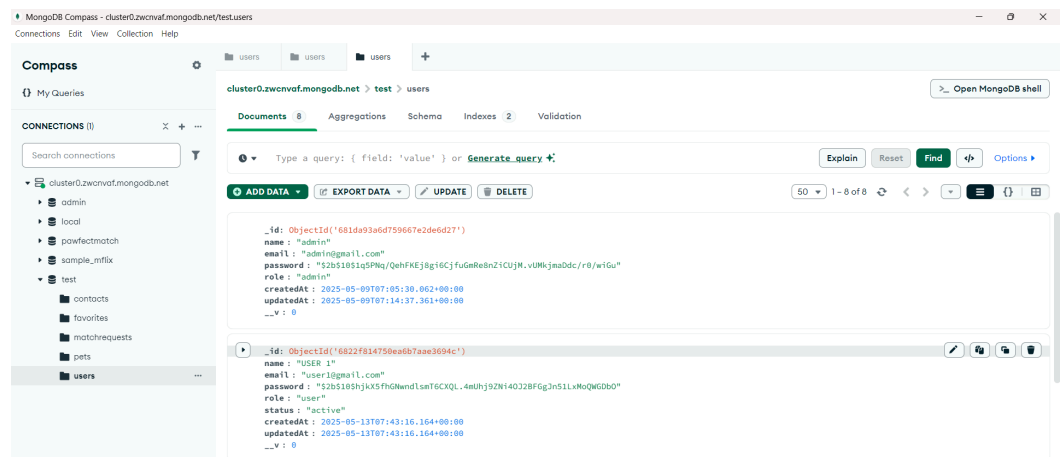 MongoDB Compass - cluster0.zwcnvaf.mongodb.net/test.users
Connections Edit View Collection Help
Compass
My Queries
CONNECTIONS (1)
Search connections
cluster0.zwcnvaf.mongodb.net
admin
local
pawfectmatch
sample_mflix
test
contacts
favorites
matchrequests
pets
users
users users users
cluster0.zwcnvaf.mongodb.net > test > users
>_ Open MongoDB shell
Documents 8 Aggregations Schema Indexes 2 Validation
Type a query: { field: 'value' } or Generate query
Explain Reset Find </> Options
ADD DATA EXPORT DATA UPDATE DELETE
50 1 – 8 of 8
_id: ObjectId('681da93a6d759667e2de6d27')
name : "admin"
email : "admin@gmail.com"
password : "$2b$10$1q5PNq/QehFKEj8gi6CjfuGmRe8nZiCUjM.vUMkjmaDdc/r0/wiGu"
role : "admin"
createdAt : 2025-05-09T07:05:30.062+00:00
updatedAt : 2025-05-09T07:14:37.361+00:00
__v : 0
_id: ObjectId('6822f814750ea6b7aae3694c')
name : "USER 1"
email : "user1@gmail.com"
password : "$2b$10$hjkX5fhGNwndlsmT6CXQL.4mUhj9ZNi4OJ2BFGgJn51LxMoQWGDbO"
role : "user"
status : "active"
createdAt : 2025-05-13T07:43:16.164+00:00
updatedAt : 2025-05-13T07:43:16.164+00:00
__v : 0